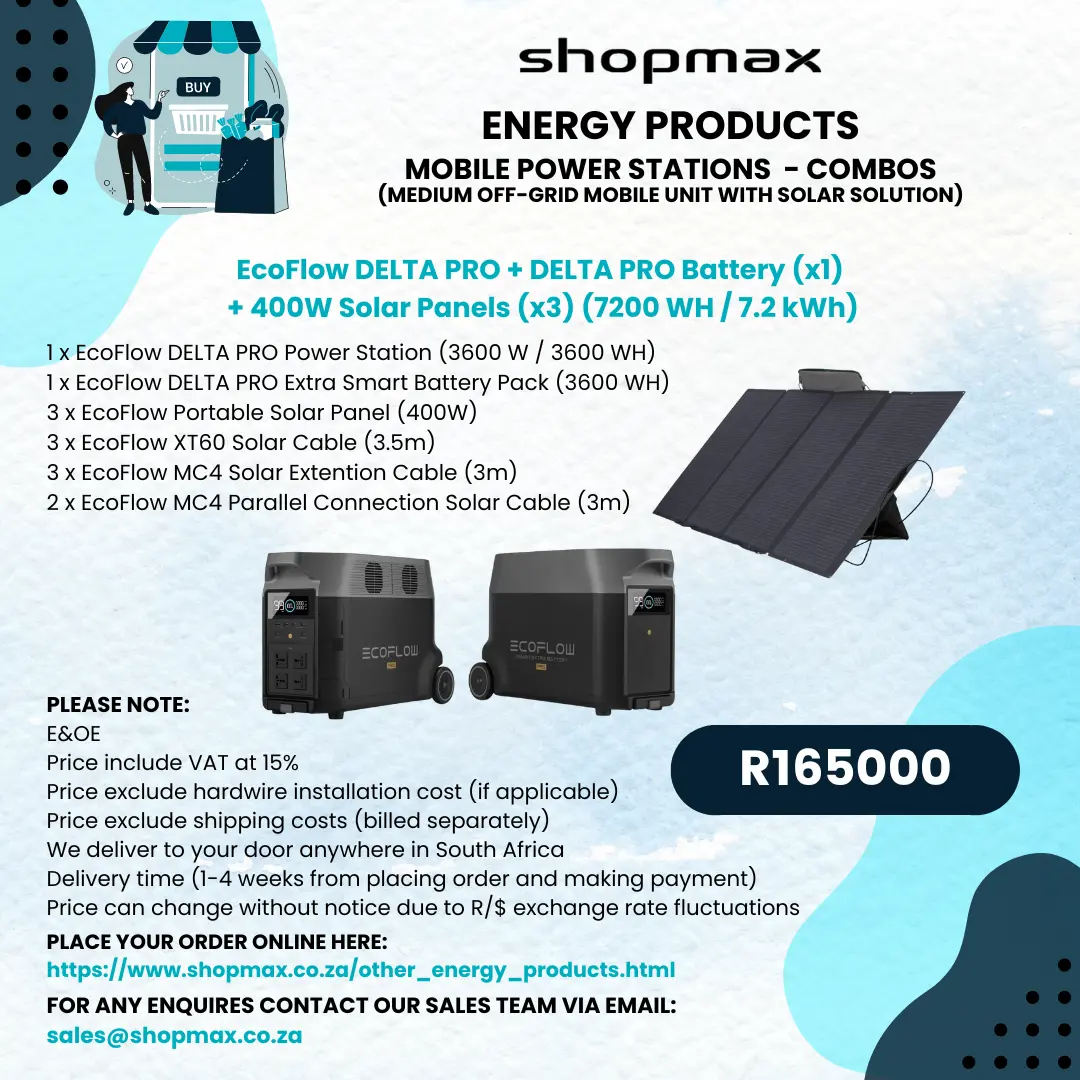 BUY
shopmax
ENERGY PRODUCTS
MOBILE POWER STATIONS - COMBOS
(MEDIUM OFF-GRID MOBILE UNIT WITH SOLAR SOLUTION)
EcoFlow DELTA PRO + DELTA PRO Battery (x1)
+ 400W Solar Panels (x3) (7200 WH / 7.2 kWh)
1 x EcoFlow DELTA PRO Power Station (3600 W / 3600 WH)
1 x EcoFlow DELTA PRO Extra Smart Battery Pack (3600 WH)
3 x EcoFlow Portable Solar Panel (400W)
3 x EcoFlow XT60 Solar Cable (3.5m)
3 x EcoFlow MC4 Solar Extention Cable (3m)
2 x EcoFlow MC4 Parallel Connection Solar Cable (3m)
99
ECOFLOW
PRO
99
ECOFLOW
PRO
PLEASE NOTE:
E&OE
Price include VAT at 15%
Price exclude hardwire installation cost (if applicable)
Price exclude shipping costs (billed separately)
We deliver to your door anywhere in South Africa
Delivery time (1-4 weeks from placing order and making payment)
Price can change without notice due to R/$ exchange rate fluctuations
R165000
PLACE YOUR ORDER ONLINE HERE:
https://www.shopmax.co.za/other_energy_products.html
FOR ANY ENQUIRES CONTACT OUR SALES TEAM VIA EMAIL:
sales@shopmax.co.za